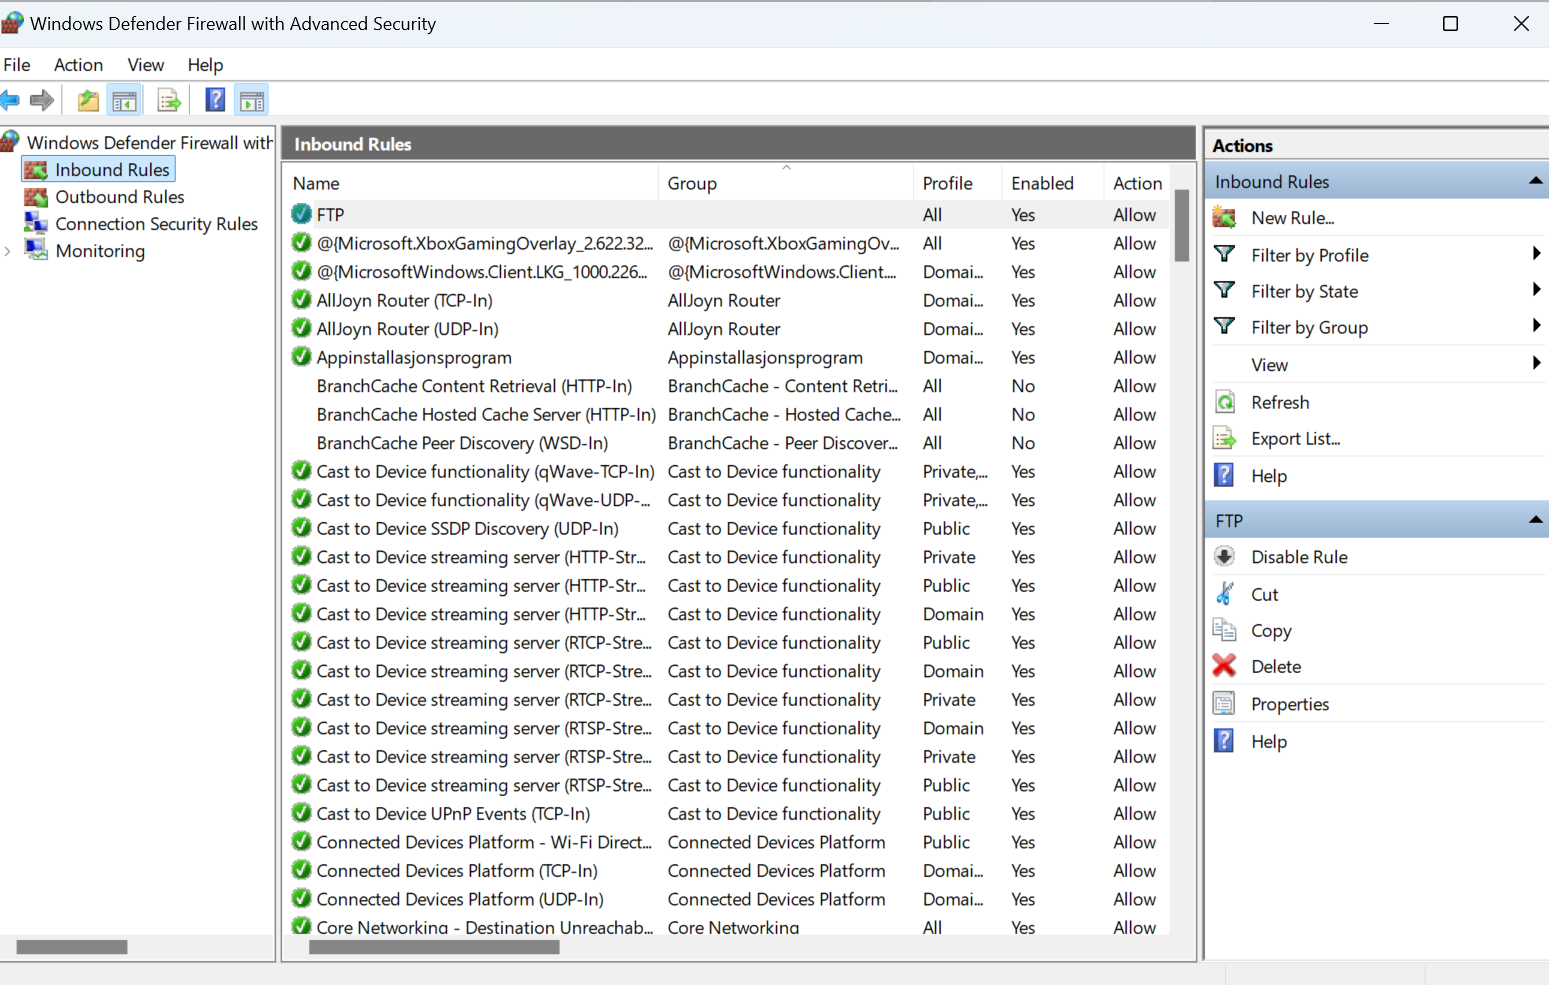 Windows Defender Firewall with Advanced Security
File Action View Help
Windows Defender Firewall with
Inbound Rules
Outbound Rules
Connection Security Rules
Monitoring
Inbound Rules
Name Group Profile Enabled Action
FTP All Yes Allow
@{Microsoft.XboxGamingOverlay_2.622.32... @{Microsoft.XboxGamingOv... All Yes Allow
@{MicrosoftWindows.Client.LKG_1000.226... @{MicrosoftWindows.Client.... Domai... Yes Allow
AllJoyn Router (TCP-In) AllJoyn Router Domai... Yes Allow
AllJoyn Router (UDP-In) AllJoyn Router Domai... Yes Allow
Appinstallasjonsprogram Appinstallasjonsprogram Domai... Yes Allow
BranchCache Content Retrieval (HTTP-In) BranchCache - Content Retri... All No Allow
BranchCache Hosted Cache Server (HTTP-In) BranchCache - Hosted Cache... All No Allow
BranchCache Peer Discovery (WSD-In) BranchCache - Peer Discover... All No Allow
Cast to Device functionality (qWave-TCP-In) Cast to Device functionality Private,... Yes Allow
Cast to Device functionality (qWave-UDP-... Cast to Device functionality Private,... Yes Allow
Cast to Device SSDP Discovery (UDP-In) Cast to Device functionality Public Yes Allow
Cast to Device streaming server (HTTP-Str... Cast to Device functionality Private Yes Allow
Cast to Device streaming server (HTTP-Str... Cast to Device functionality Public Yes Allow
Cast to Device streaming server (HTTP-Str... Cast to Device functionality Domain Yes Allow
Cast to Device streaming server (RTCP-Stre... Cast to Device functionality Public Yes Allow
Cast to Device streaming server (RTCP-Stre... Cast to Device functionality Domain Yes Allow
Cast to Device streaming server (RTCP-Stre... Cast to Device functionality Private Yes Allow
Cast to Device streaming server (RTSP-Stre... Cast to Device functionality Domain Yes Allow
Cast to Device streaming server (RTSP-Stre... Cast to Device functionality Private Yes Allow
Cast to Device streaming server (RTSP-Stre... Cast to Device functionality Public Yes Allow
Cast to Device UPnP Events (TCP-In) Cast to Device functionality Public Yes Allow
Connected Devices Platform - Wi-Fi Direct... Connected Devices Platform Public Yes Allow
Connected Devices Platform (TCP-In) Connected Devices Platform Domai... Yes Allow
Connected Devices Platform (UDP-In) Connected Devices Platform Domai... Yes Allow
Core Networking - Destination Unreachab... Core Networking All Yes Allow
Actions
Inbound Rules
New Rule...
Filter by Profile
Filter by State
Filter by Group
View
Refresh
Export List...
Help
FTP
Disable Rule
Cut
Copy
Delete
Properties
Help